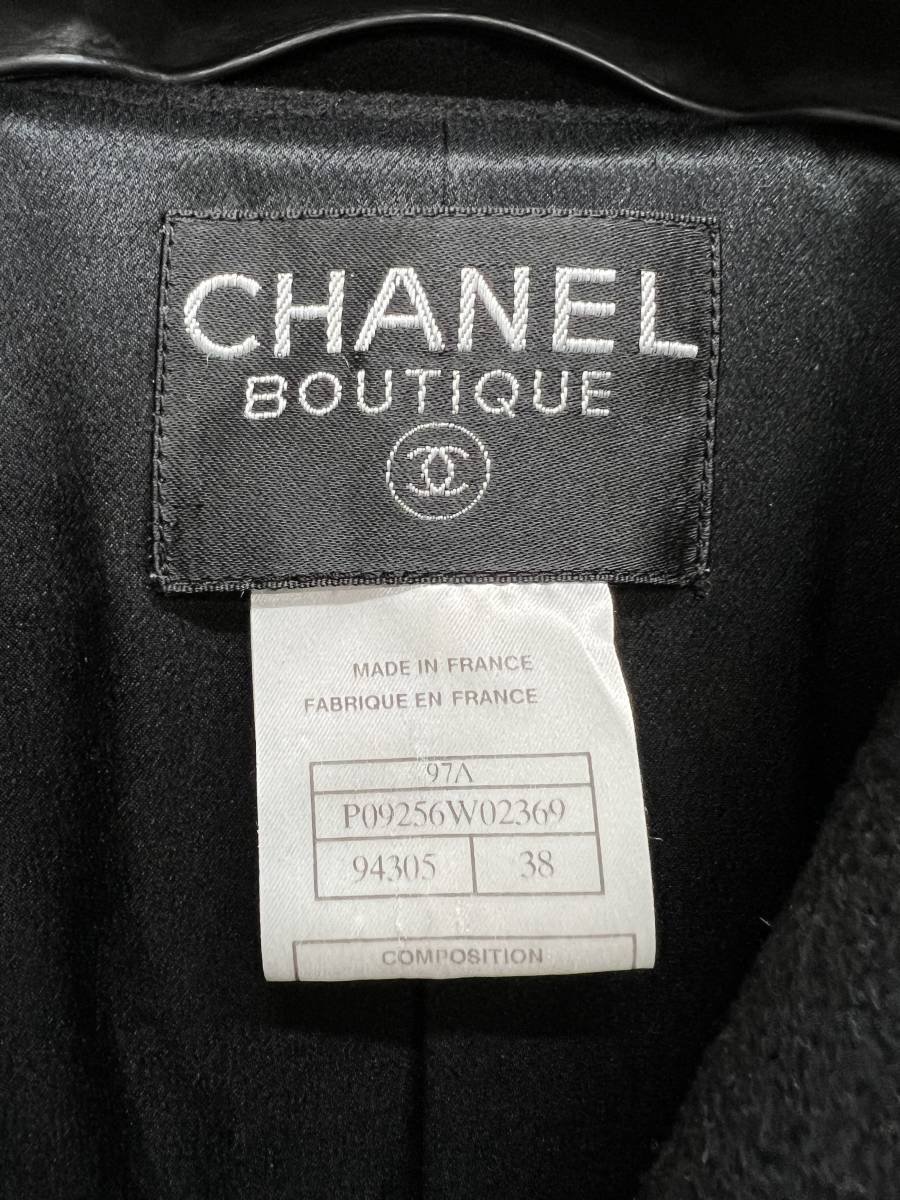 CHANEL
BOUTIQUE
MADE IN FRANCE
FABRIQUE EN FRANCE
97A
P09256W02369
94305 38
COMPOSITION